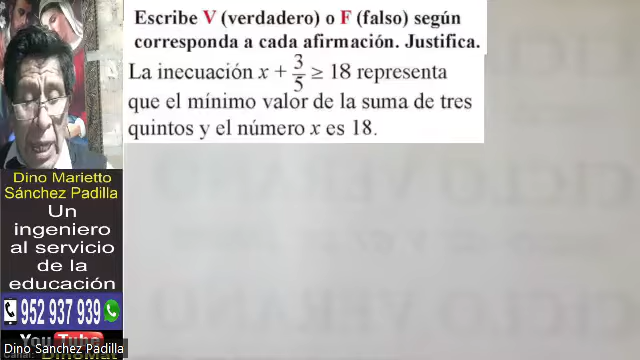 Escribe V (verdadero) o F (falso) según
corresponda a cada afirmación. Justifica.
La inecuación x + 3/5 ≥ 18 representa
que el mínimo valor de la suma de tres
quintos y el número x es 18.
Dino Marietto
Sánchez Padilla
Un
ingeniero
al servicio
de la
educación
952 937 939
You Tube
Dino Sanchez Padilla